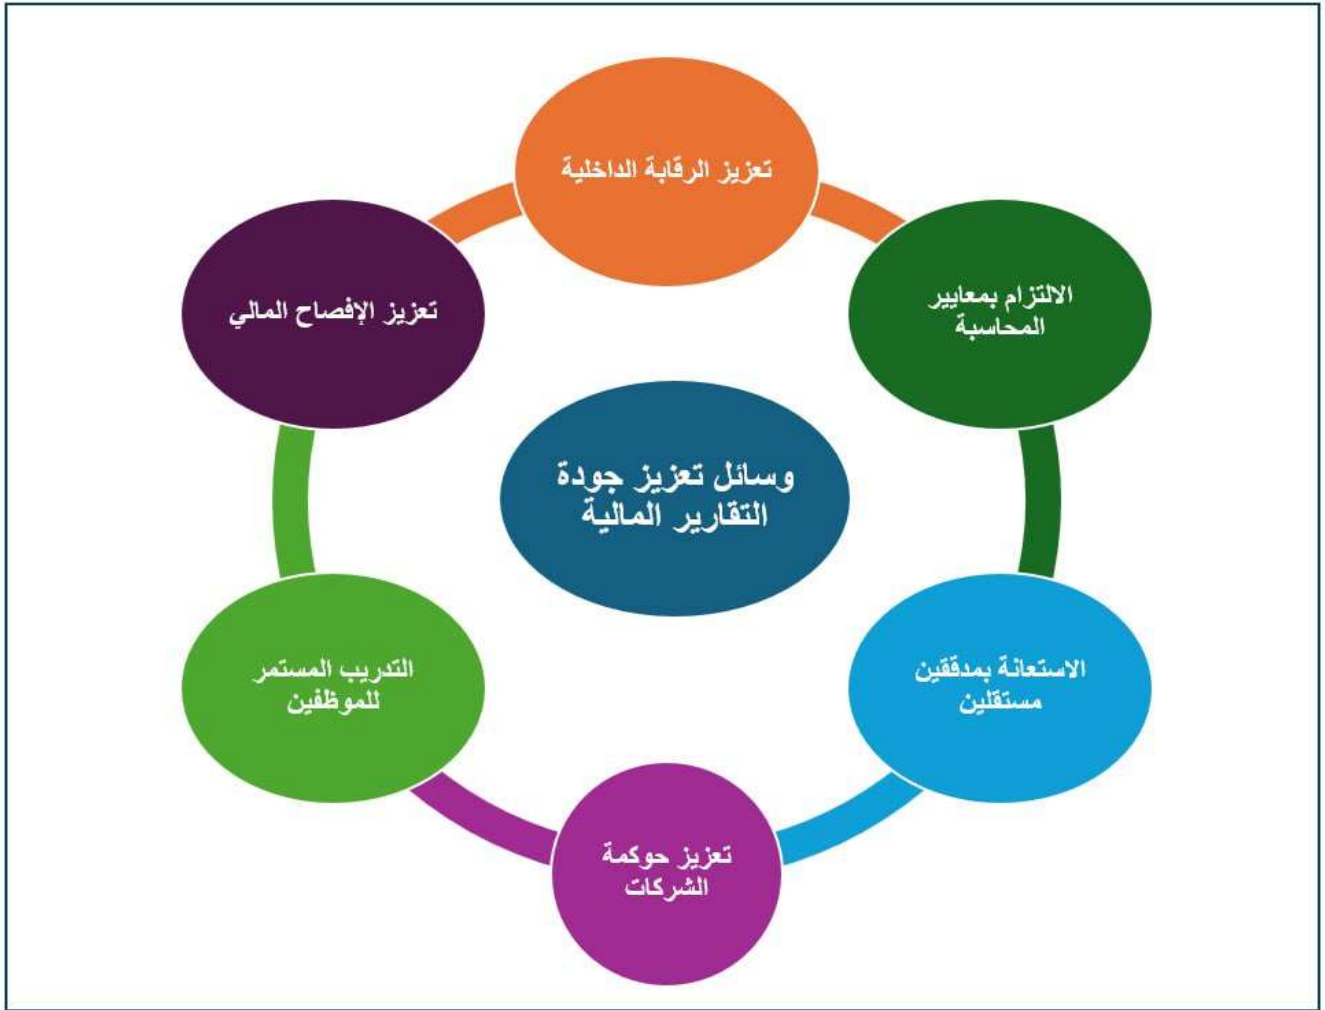 تعزيز الرقابة الداخلية
الالتزام بمعايير
المحاسبة
تعزيز الإفصاح المالي
وسائل تعزيز جودة
التقارير المالية
الاستعانة بمدققين
مستقلين
التدريب المستمر
للموظفين
تعزيز حوكمة
الشركات